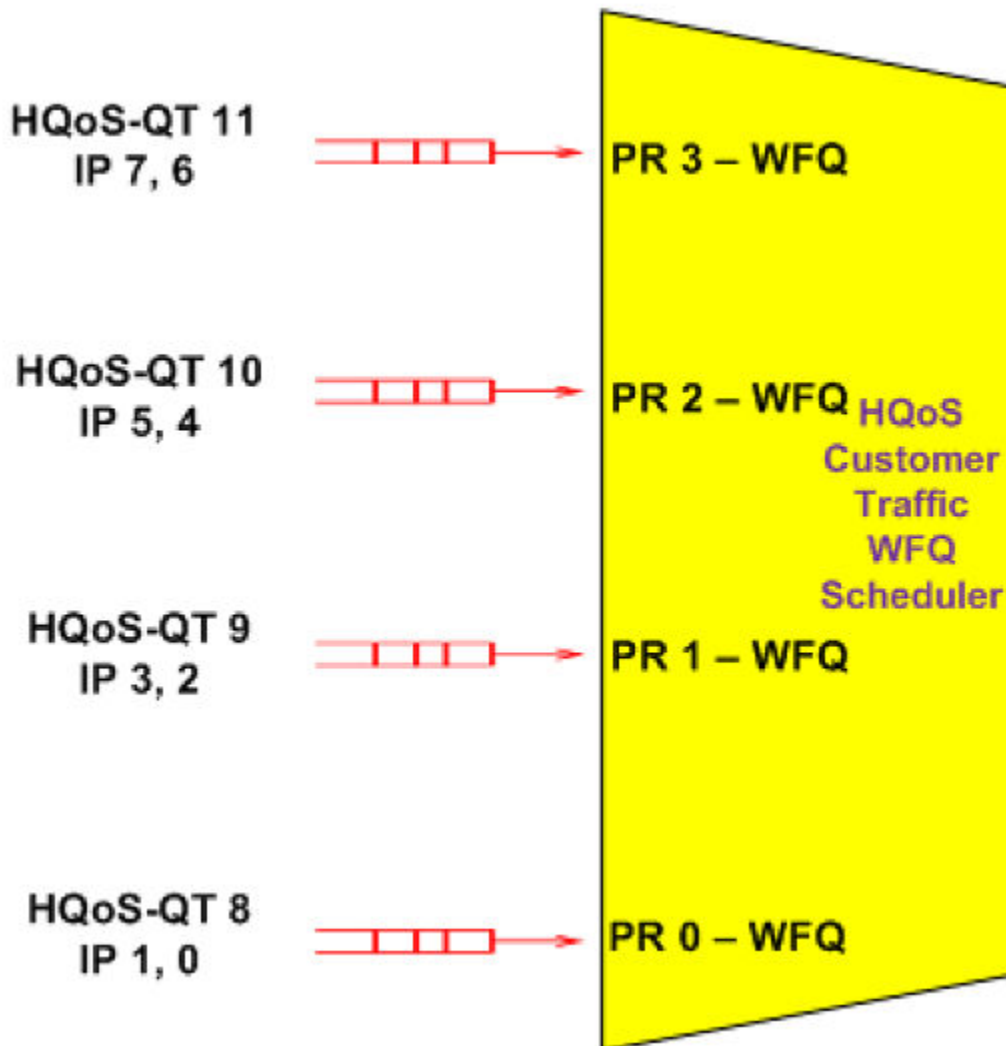 HQoS-QT 11
IP 7, 6
PR 3 – WFQ
HQoS-QT 10
IP 5, 4
PR 2 – WFQ
HQoS
Customer
Traffic
WFQ
Scheduler
HQoS-QT 9
IP 3, 2
PR 1 – WFQ
HQoS-QT 8
IP 1, 0
PR 0 – WFQ